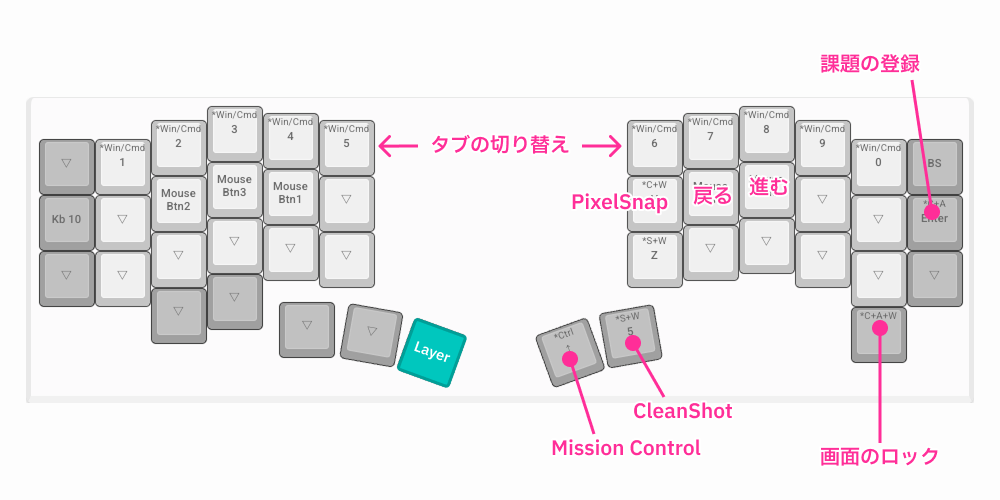 課題の登録
*Win/Cmd
3
*Win/Cmd
4
*Win/Cmd
2
*Win/Cmd
5
*Win/Cmd
1
タブの切り替え
*Win/Cmd
8
*Win/Cmd
7
*Win/Cmd
6
*Win/Cmd
9
*Win/Cmd
0
BS
Mouse
Btn3
Mouse
Btn2
Mouse
Btn1
Kb 10
*C+W
PixelSnap
戻る
進む
Enter
*S+W
Z
*C+A+W
Layer
*Ctrl
↑
*S+W
5
CleanShot
Mission Control
画面のロック